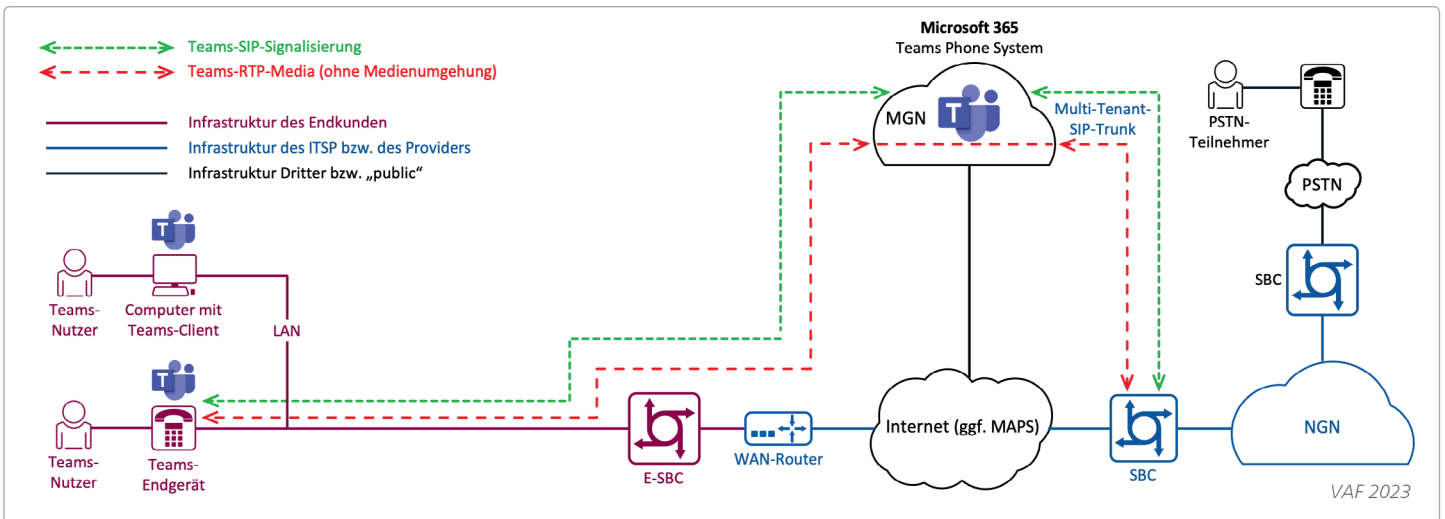 Microsoft 365
Teams Phone System
Teams-SIP-Signalisierung
Teams-RTP-Media (ohne Medienumgehung)
Infrastruktur des Endkunden
Infrastruktur des ITSP bzw. des Providers
Infrastruktur Dritter bzw. „public“
MGN
T
Multi-Tenant-
SIP-Trunk
PSTN-
Teilnehmer
PSTN
SBC
T
Teams-
Nutzer
Computer mit
Teams-Client
LAN
T
Teams-
Nutzer
Teams-
Endgerät
E-SBC
WAN-Router
Internet (ggf. MAPS)
SBC
NGN
VAF 2023